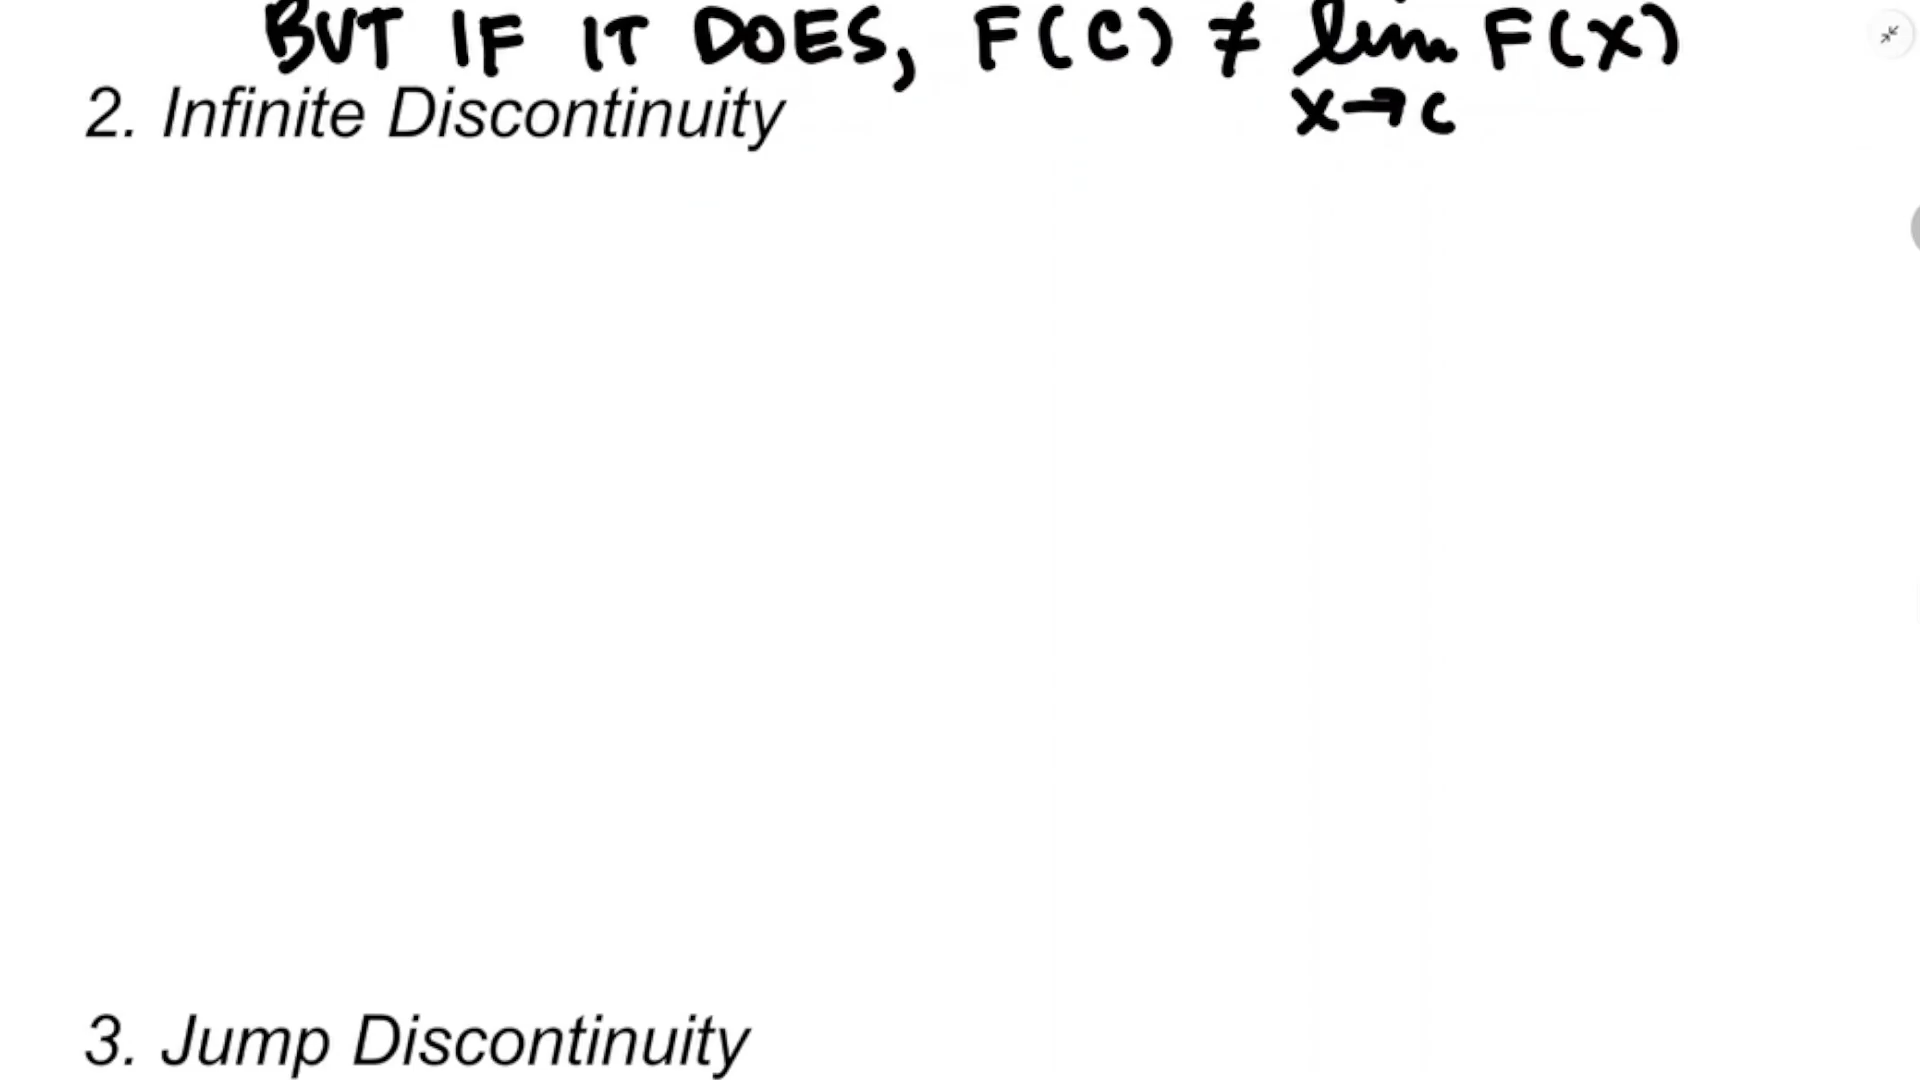 BUT IF IT DOES, F(C) ≠ lim F(X)
X→C
2. Infinite Discontinuity
3. Jump Discontinuity